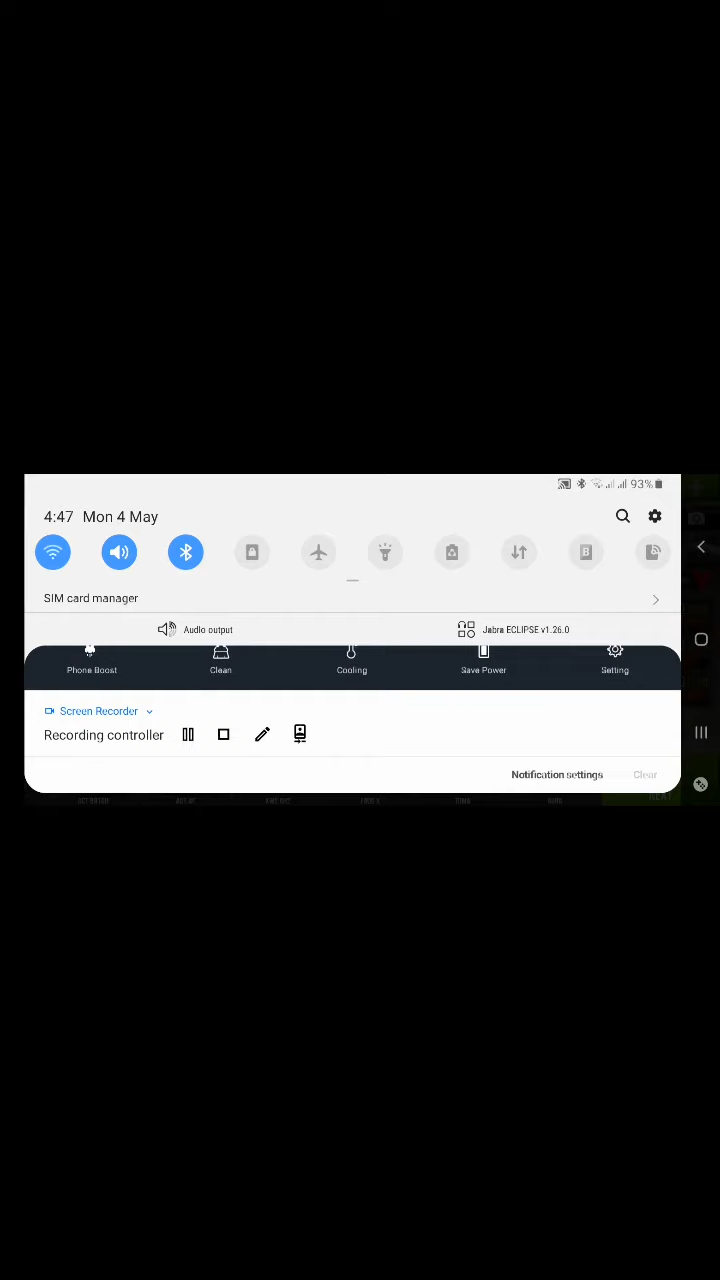 93%
4:47 Mon 4 May
B
SIM card manager
Audio output
Jabra ECLIPSE v1.26.0
Phone Boost
Clean
Cooling
Save Power
Setting
Screen Recorder
Recording controller
Notification settings
Clear
NEXT